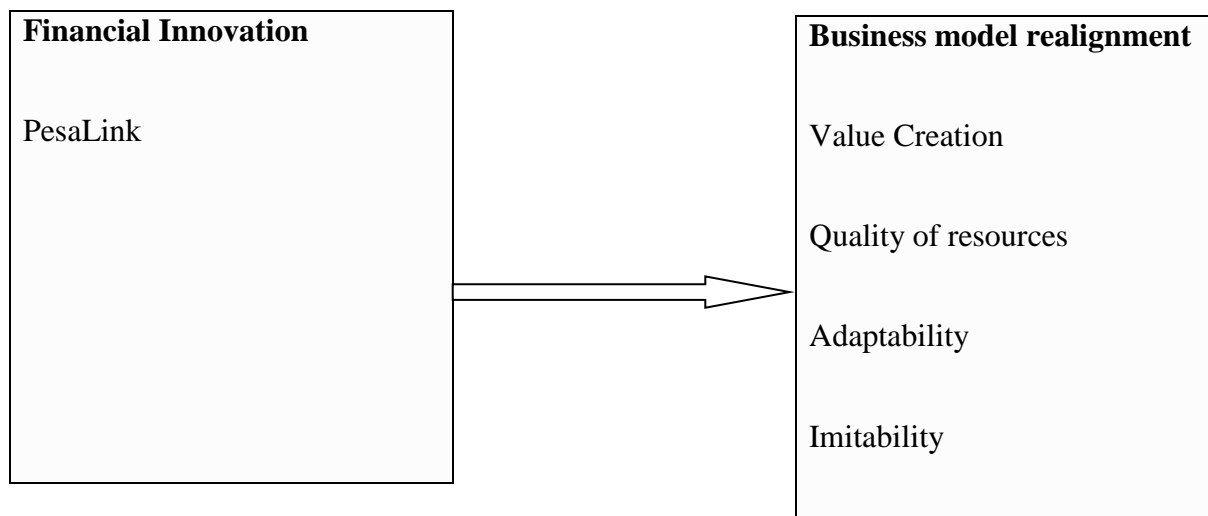 Financial Innovation
PesaLink
Business model realignment
Value Creation
Quality of resources
Adaptability
Imitability